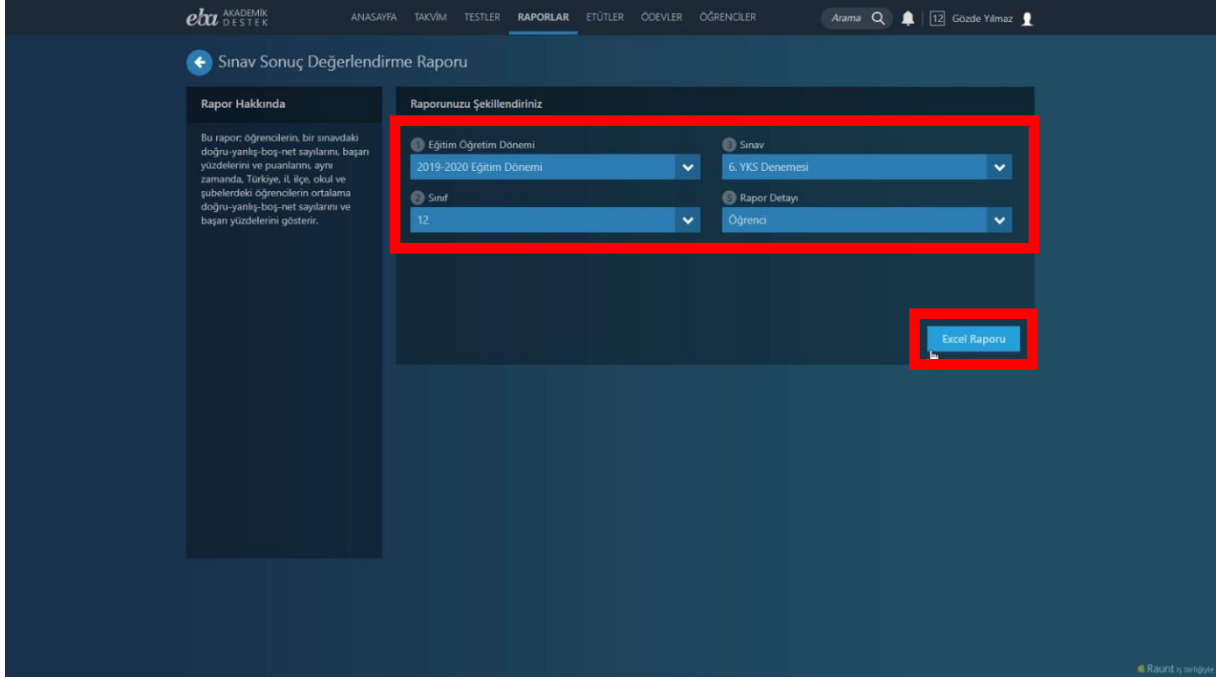 eba AKADEMİK DESTEK
ANASAYFA TAKVİM TESTLER RAPORLAR ETÜTLER ÖDEVLER ÖĞRENCİLER Arama 12 Gözde Yılmaz
Sınav Sonuç Değerlendirme Raporu
Rapor Hakkında
Bu rapor; öğrencilerin, bir sınavdaki
doğru-yanlış-boş-net sayılarını, başarı
yüzdelerini ve puanlarını, aynı
zamanda, Türkiye, il, ilçe, okul ve
şubelerdeki öğrencilerin ortalama
doğru-yanlış-boş-net sayılarını ve
başarı yüzdelerini gösterir.
Raporunuzu Şekillendiriniz
1 Eğitim Öğretim Dönemi
2019-2020 Eğitim Dönemi
3 Sınav
6. YKS Denemesi
2 Sınıf
12
5 Rapor Detayı
Öğrenci
Excel Raporu
Raunt iş birliğiyle